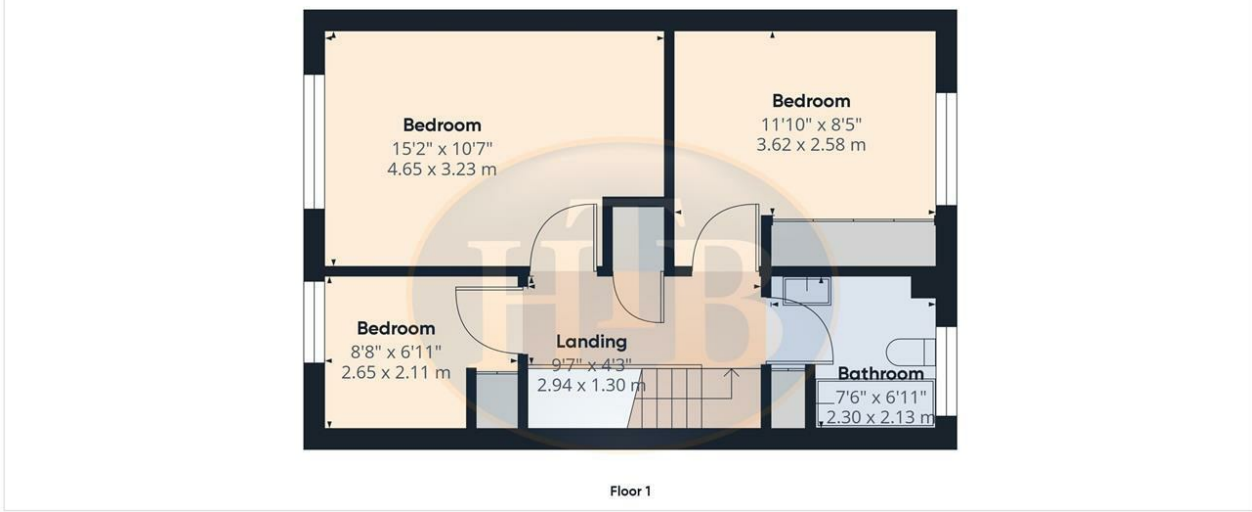 Bedroom
15'2" x 10'7"
4.65 x 3.23 m
Bedroom
11'10" x 8'5"
3.62 x 2.58 m
HTB
Bedroom
8'8" x 6'11"
2.65 x 2.11 m
Landing
9'7" x 4'3"
2.94 x 1.30 m
Bathroom
7'6" x 6'11"
2.30 x 2.13 m
Floor 1